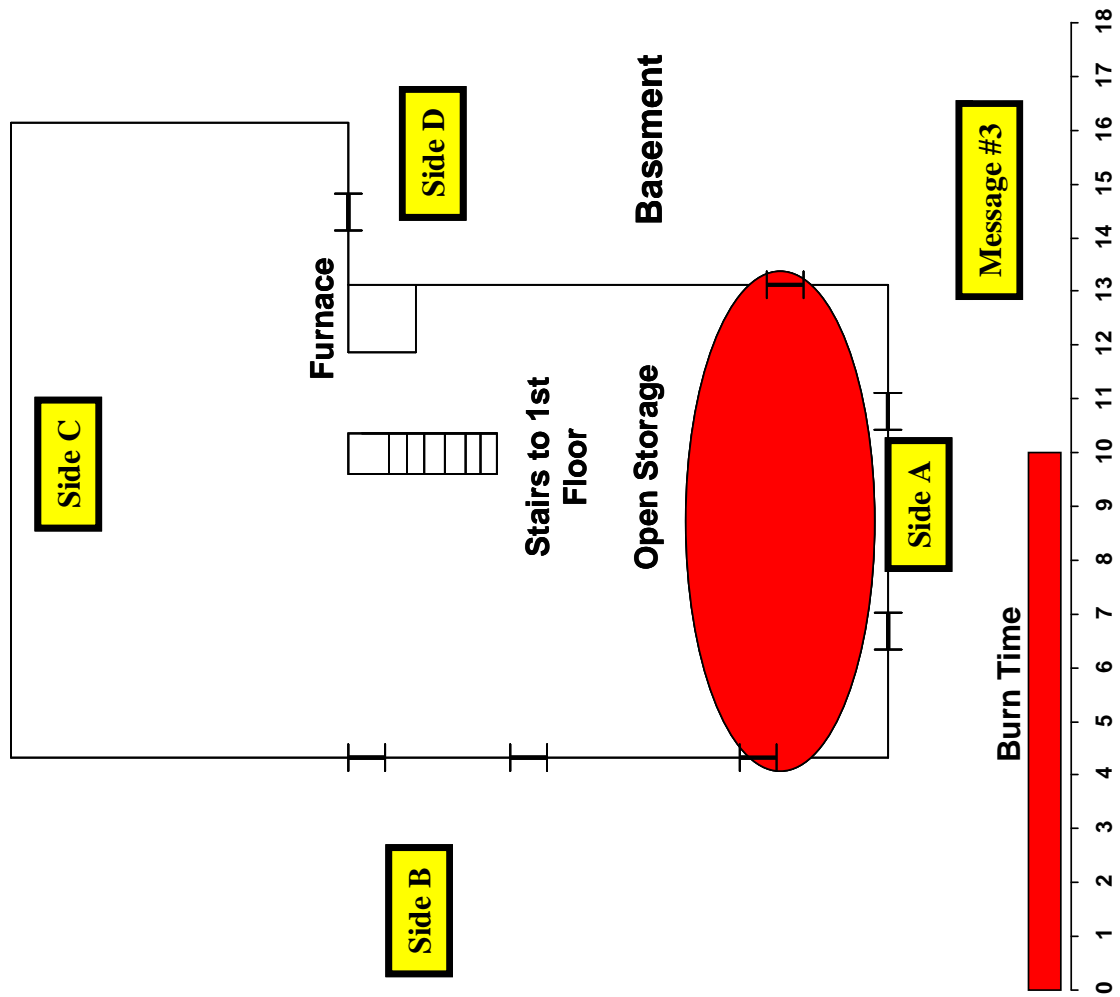 Side C
Side D
Side B
Furnace
Stairs to 1st
Floor
Open Storage
Basement
Side A
Message #3
Burn Time
0 1 2 3 4 5 6 7 8 9 10 11 12 13 14 15 16 17 18